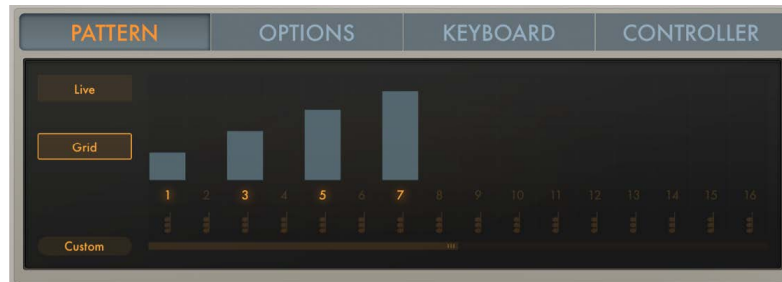 PATTERN OPTIONS KEYBOARD CONTROLLER
Live
Grid
1 2 3 4 5 6 7 8 9 10 11 12 13 14 15 16
Custom